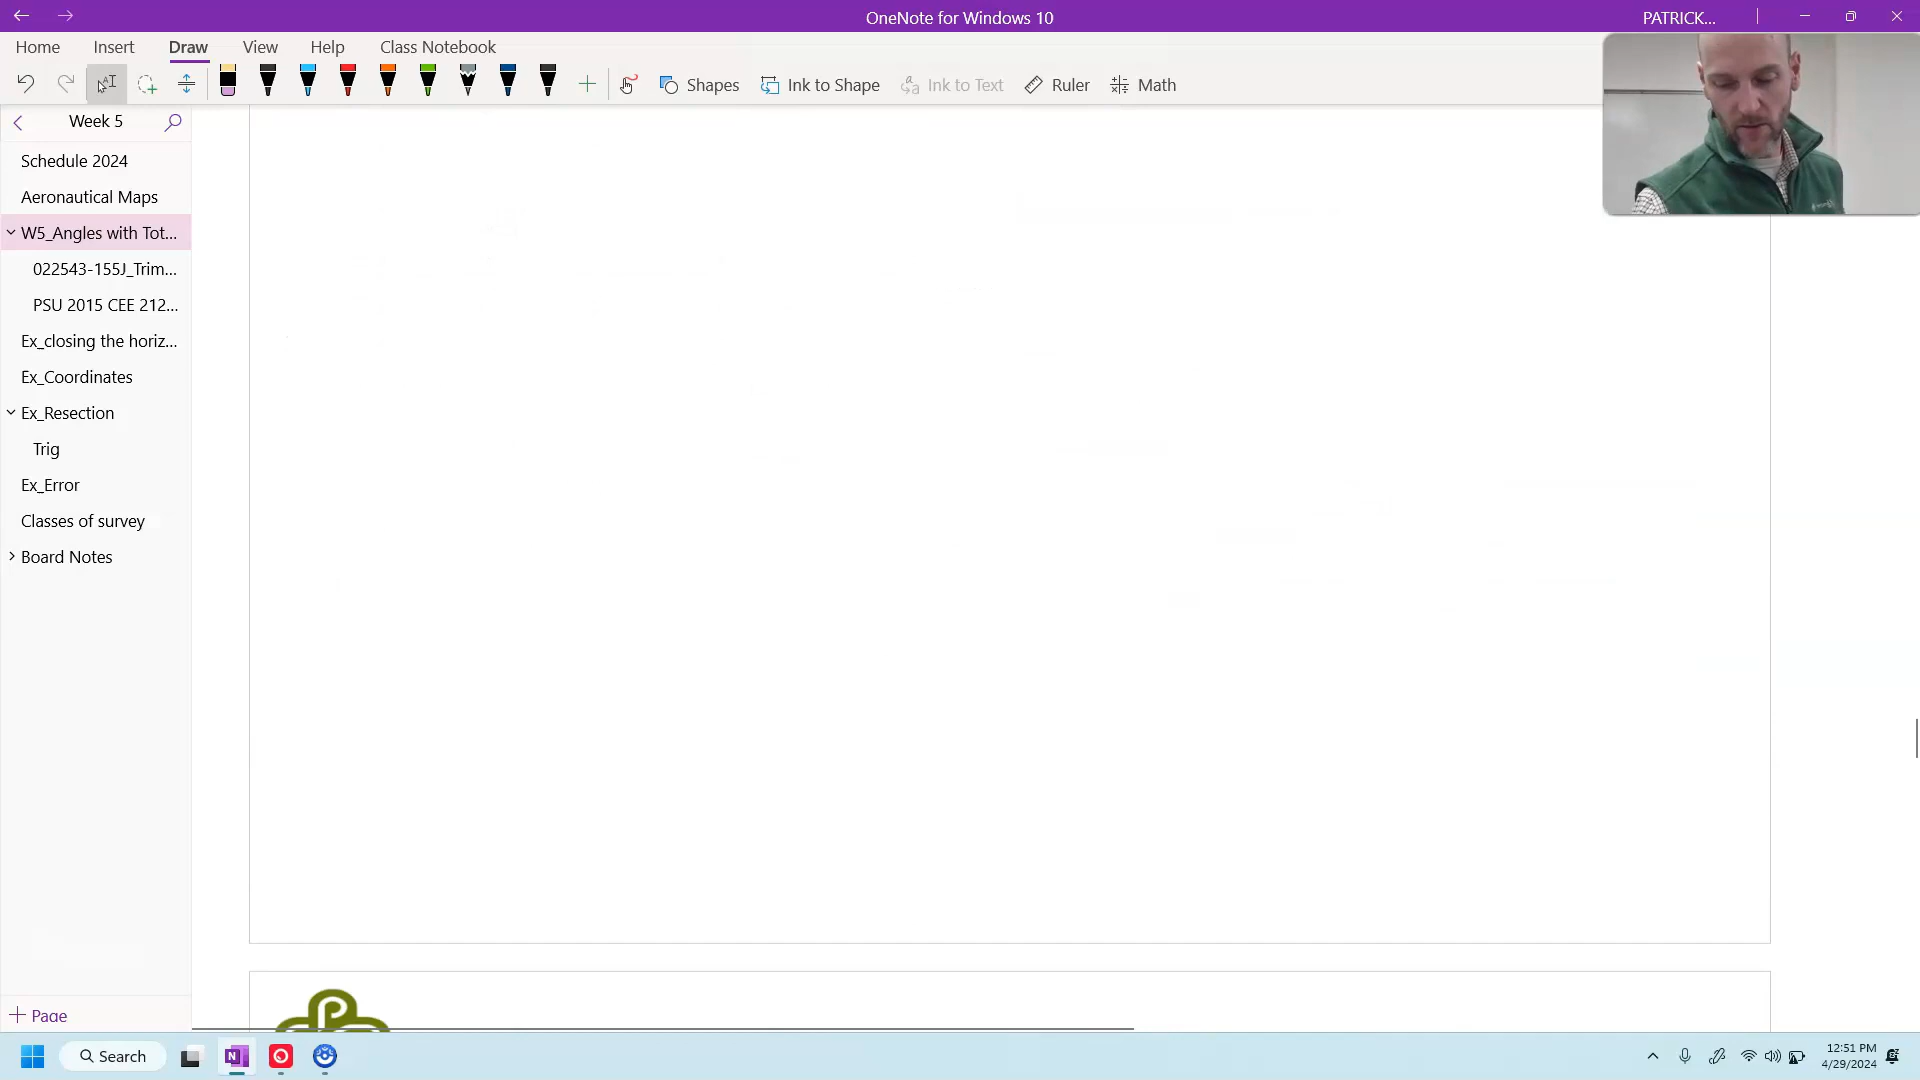 OneNote for Windows 10
PATRICK...
Home
Insert
Draw
View
Help
Class Notebook
Shapes
Ink to Shape
Ink to Text
Ruler
Math
Week 5
Schedule 2024
Aeronautical Maps
W5_Angles with Tot...
022543-155J_Trim...
PSU 2015 CEE 212...
Ex_closing the horiz...
Ex_Coordinates
Ex_Resection
Trig
Ex_Error
Classes of survey
Board Notes
Page
P
Search
12:51 PM
4/29/2024